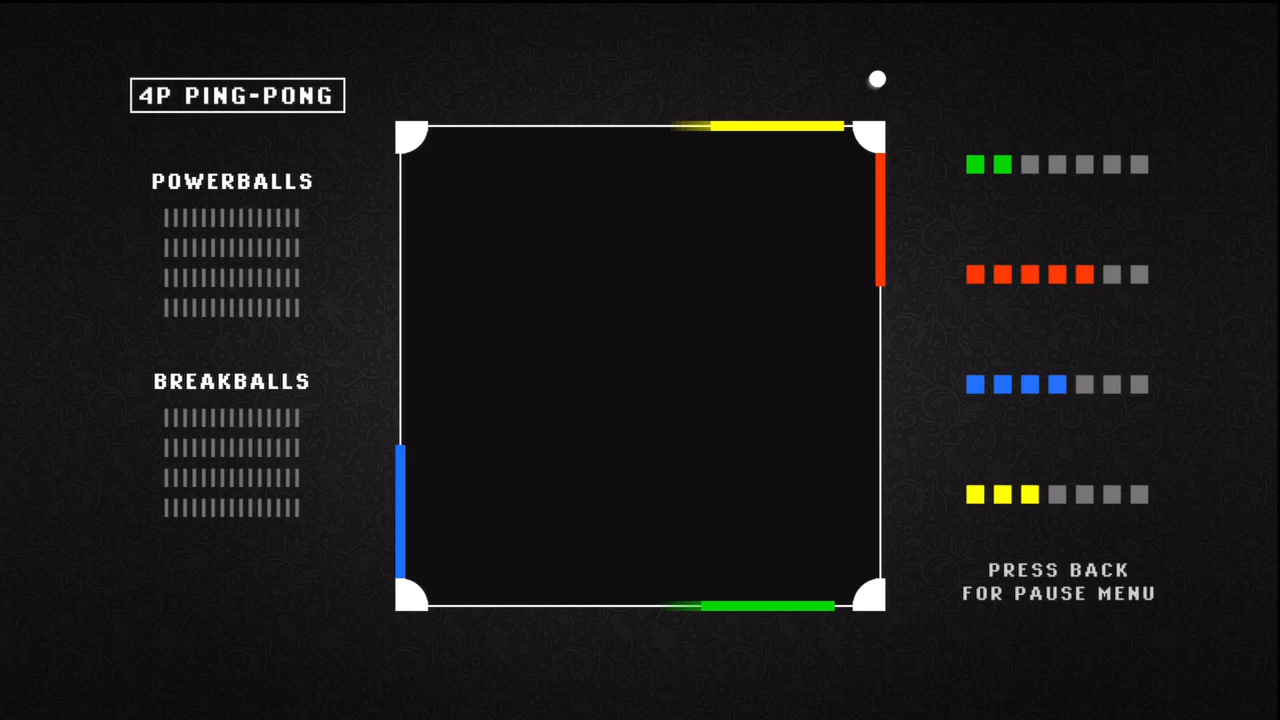 4P PING-PONG
POWERBALLS
BREAKBALLS
PRESS BACK
FOR PAUSE MENU